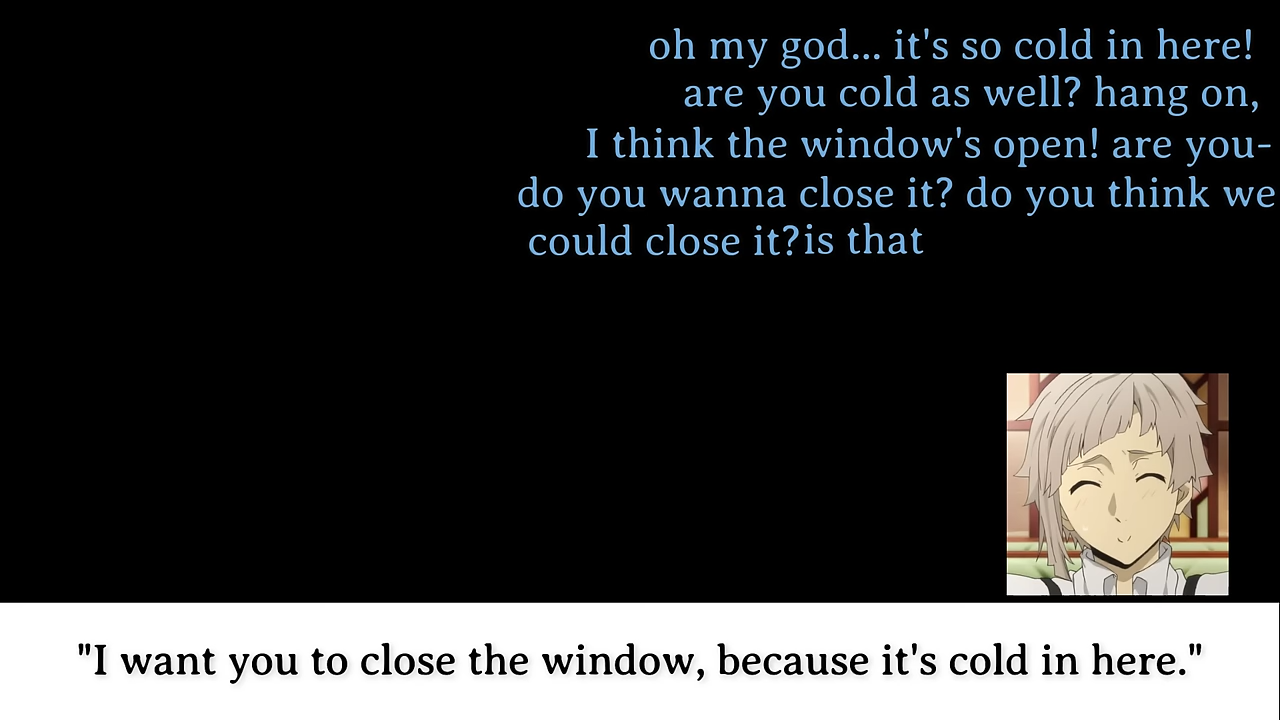 oh my god... it's so cold in here!
are you cold as well? hang on,
I think the window's open! are you-
do you wanna close it? do you think we
could close it?is that
"I want you to close the window, because it's cold in here."